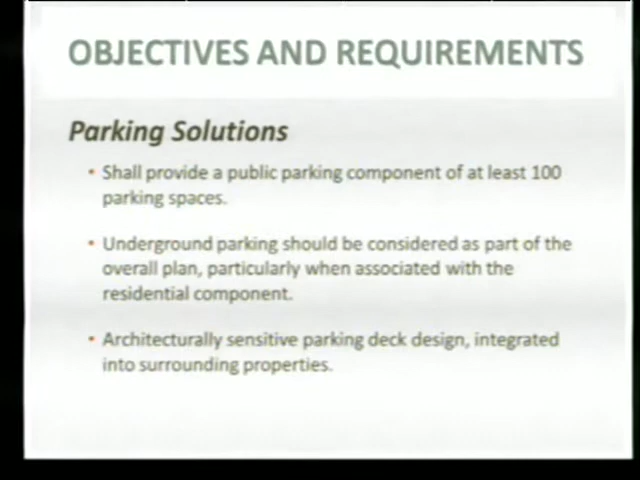 OBJECTIVES AND REQUIREMENTS
Parking Solutions
• Shall provide a public parking component of at least 100
parking spaces.
• Underground parking should be considered as part of the
overall plan, particularly when associated with the
residential component.
• Architecturally sensitive parking deck design, integrated
into surrounding properties.